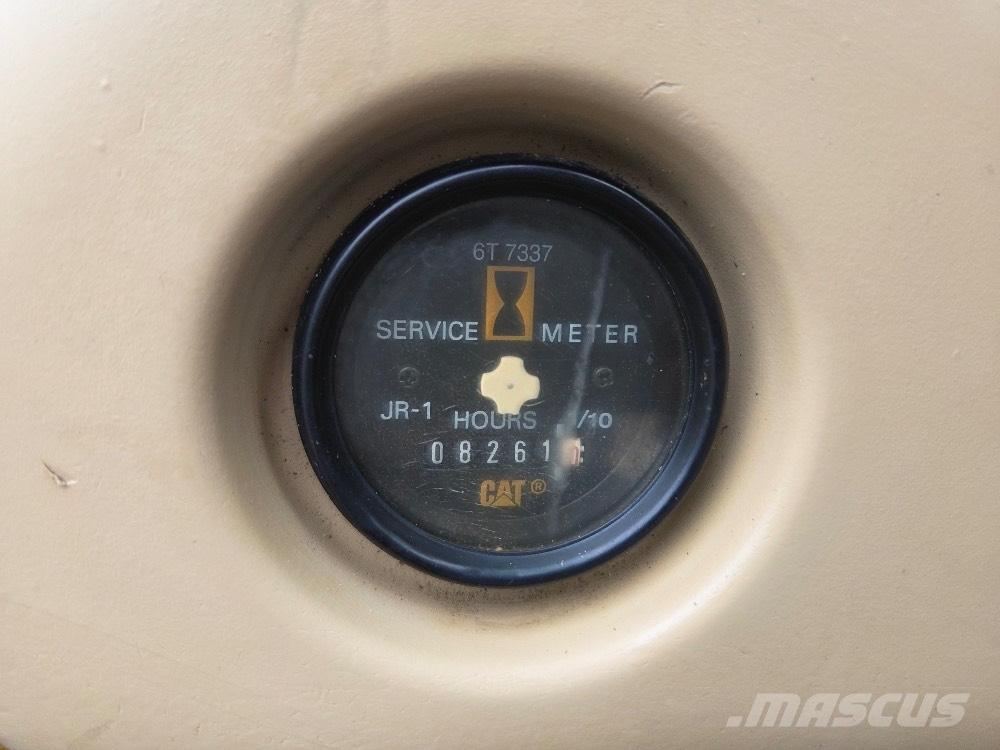 6T 7337
SERVICE METER
JR-1 HOURS /10
08261
CAT®
.MASCUS